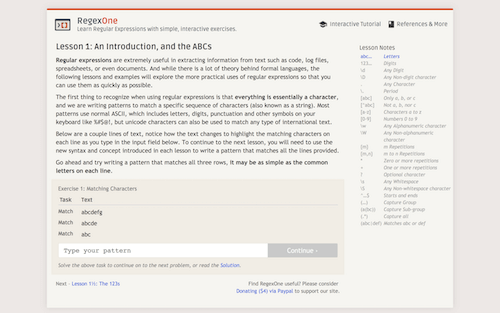 RegexOne
Learn Regular Expressions with simple, interactive exercises.
Interactive Tutorial
References & More
Lesson 1: An Introduction, and the ABCs
Regular expressions are extremely useful in extracting information from text such as code, log files,
spreadsheets, or even documents. And while there is a lot of theory behind formal languages, the
following lessons and examples will explore the more practical uses of regular expressions so that you
can use them as quickly as possible.
The first thing to recognize when using regular expressions is that everything is essentially a character,
and we are writing patterns to match a specific sequence of characters (also known as a string). Most
patterns use normal ASCII, which includes letters, digits, punctuation and other symbols on your
keyboard like %#$@!, but unicode characters can also be used to match any type of international text.
Below are a couple lines of text, notice how the text changes to highlight the matching characters on
each line as you type in the input field below. To continue to the next lesson, you will need to use the
new syntax and concept introduced in each lesson to write a pattern that matches all the lines provided.
Go ahead and try writing a pattern that matches all three rows, it may be as simple as the common
letters on each line.
Exercise 1: Matching Characters
Task Text
Match abcdefg
Match abcde
Match abc
Type your pattern
Continue ›
Solve the above task to continue on to the next problem, or read the Solution.
Next – Lesson 1½: The 123s
Find RegexOne useful? Please consider
Donating ($4) via Paypal to support our site.
Lesson Notes
abc… Letters
123… Digits
\d Any Digit
\D Any Non-digit character
. Any Character
\. Period
[abc] Only a, b, or c
[^abc] Not a, b, nor c
[a-z] Characters a to z
[0-9] Numbers 0 to 9
\w Any Alphanumeric character
\W Any Non-alphanumeric
character
{m} m Repetitions
{m,n} m to n Repetitions
* Zero or more repetitions
+ One or more repetitions
? Optional character
\s Any Whitespace
\S Any Non-whitespace character
^…$ Starts and ends
(…) Capture Group
(a(bc)) Capture Sub-group
(.*) Capture all
(abc|def) Matches abc or def